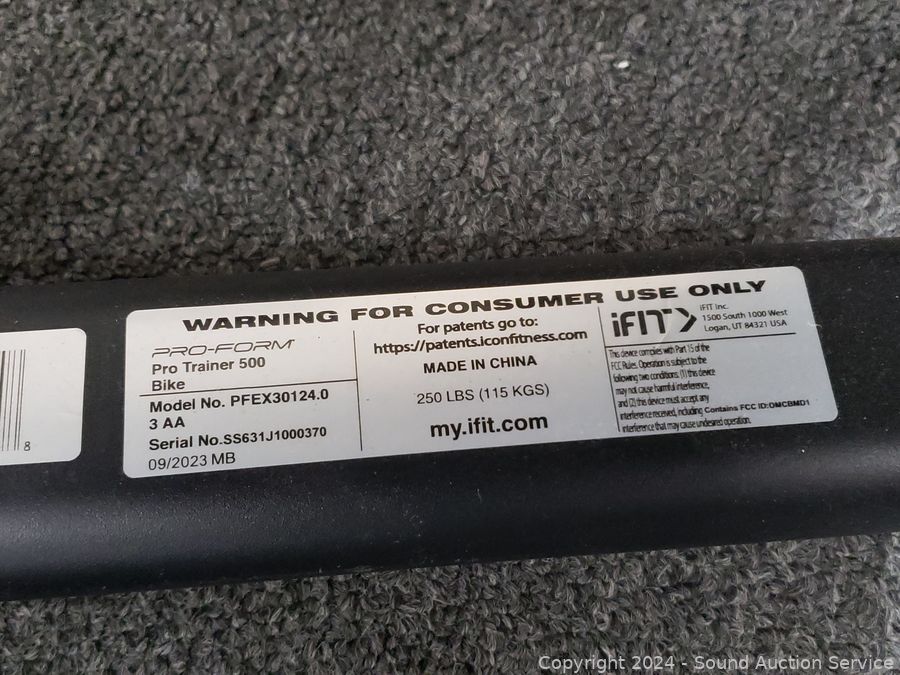 8
WARNING FOR CONSUMER USE ONLY
PRO-FORM
Pro Trainer 500
Bike
Model No. PFEX30124.0
3 AA
Serial No.SS631J1000370
09/2023 MB
For patents go to:
https://patents.iconfitness.com
MADE IN CHINA
250 LBS (115 KGS)
my.ifit.com
iFIT
iFIT Inc.
1500 South 1000 West
Logan, UT 84321 USA
This device complies with Part 15 of the
FCC Rules. Operation is subject to the
following two conditions: (1) this device
may not cause harmful interference,
and (2) this device must accept any
interference received, including Contains FCC ID:OMCBMD1
interference that may cause undesired operation.
Copyright 2024 - Sound Auction Service